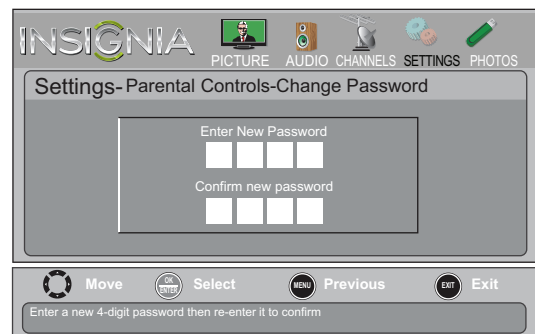 INSIGNIA
PICTURE AUDIO CHANNELS SETTINGS PHOTOS
Settings- Parental Controls-Change Password
Enter New Password
Confirm new password
Move OK ENTER Select MENU Previous EXIT Exit
Enter a new 4-digit password then re-enter it to confirm